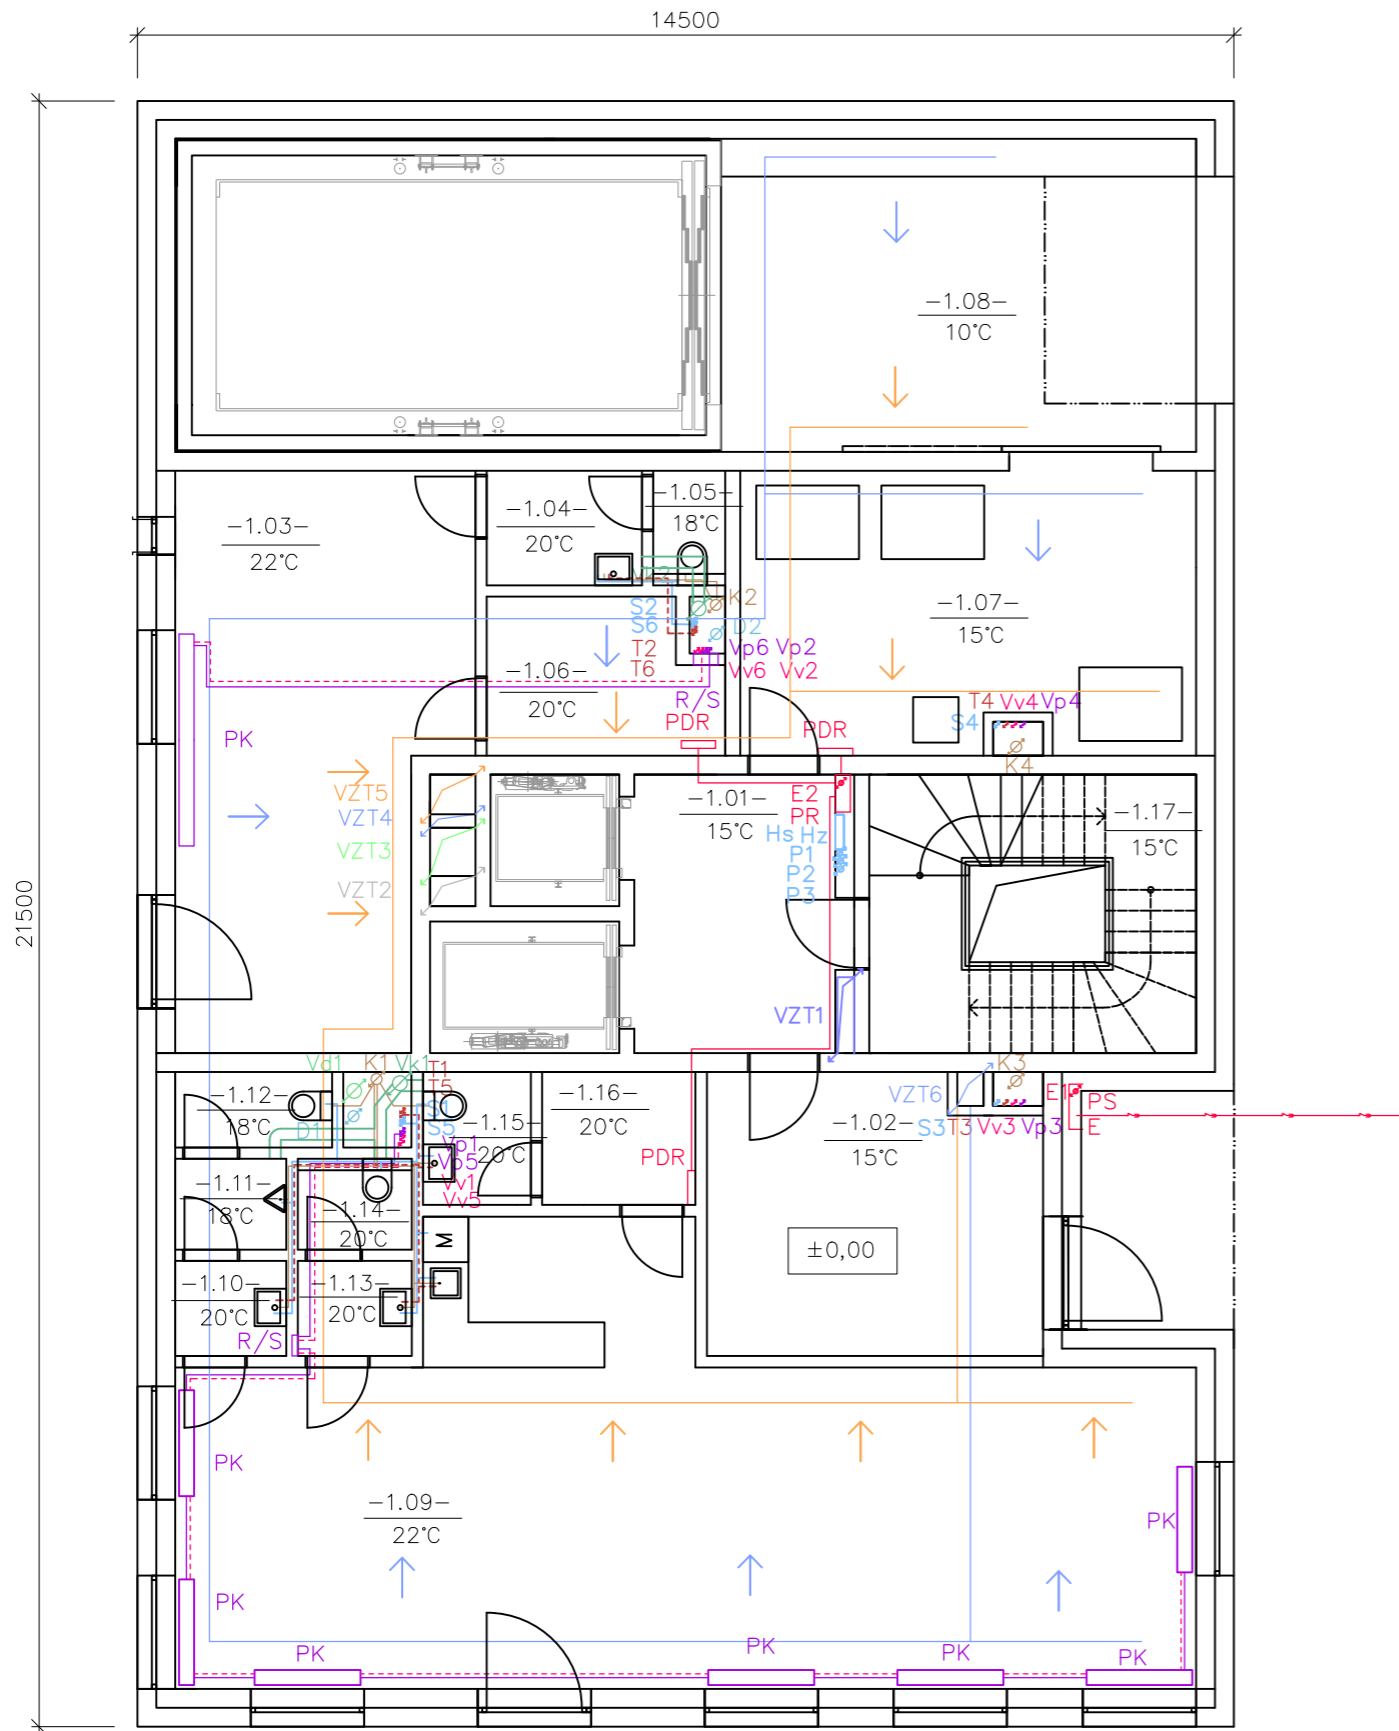 14500
21500
-1.08-
10°C
-1.03-
22°C
-1.04-
20°C
-1.05-
18°C
K2
S2
S6
D2
T2
T6
Vp6 Vp2
Vv6 Vv2
-1.07-
15°C
-1.06-
20°C
R/S
PDR
PDR
T4 Vv4 Vp4
S4
K4
PK
VZT5
VZT4
VZT3
VZT2
-1.01-
15°C
E2
PR
Hs Hz
P1
P2
P3
-1.17-
15°C
VZT1
Vd1
K1
Vk1
T1
T5
S1
S5
D1
-1.12-
18°C
-1.15-
20°C
Vp1
Vp5
Vv1
Vv5
-1.16-
20°C
PDR
VZT6
K3
S3
T3
Vv3
Vp3
E1
PS
E
-1.02-
15°C
-1.11-
18°C
-1.14-
20°C
M
±0,00
-1.10-
20°C
-1.13-
20°C
R/S
PK
-1.09-
22°C
PK
PK
PK
PK
PK
PK